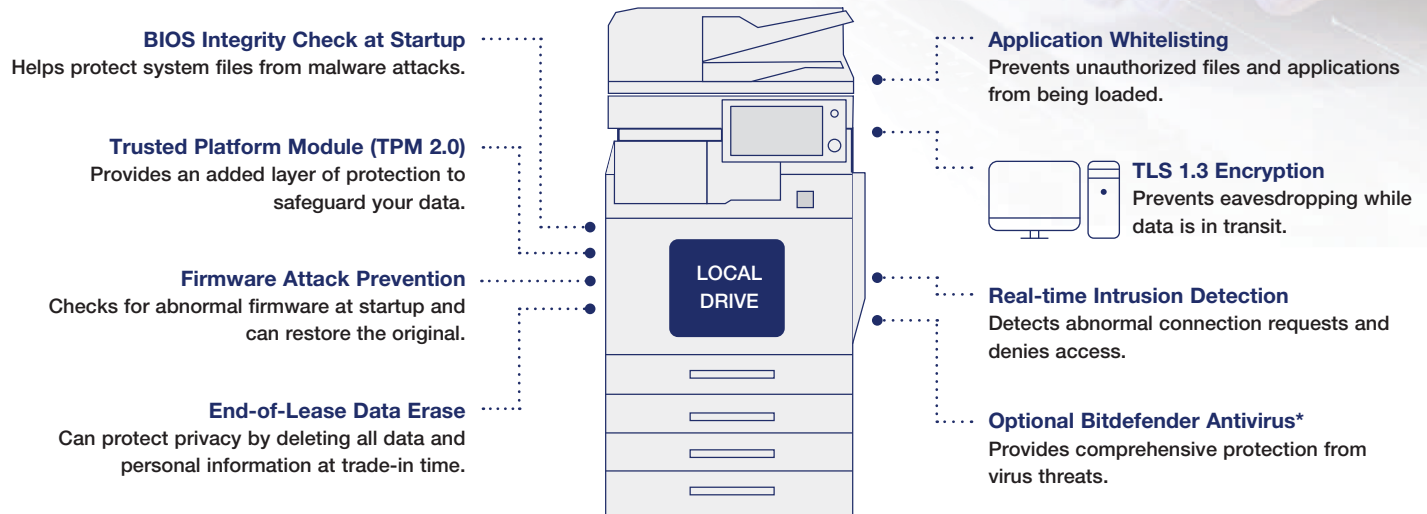 BIOS Integrity Check at Startup
Helps protect system files from malware attacks.
Trusted Platform Module (TPM 2.0)
Provides an added layer of protection to
safeguard your data.
Firmware Attack Prevention
Checks for abnormal firmware at startup and
can restore the original.
End-of-Lease Data Erase
Can protect privacy by deleting all data and
personal information at trade-in time.
LOCAL
DRIVE
Application Whitelisting
Prevents unauthorized files and applications
from being loaded.
TLS 1.3 Encryption
Prevents eavesdropping while
data is in transit.
Real-time Intrusion Detection
Detects abnormal connection requests and
denies access.
Optional Bitdefender Antivirus*
Provides comprehensive protection from
virus threats.